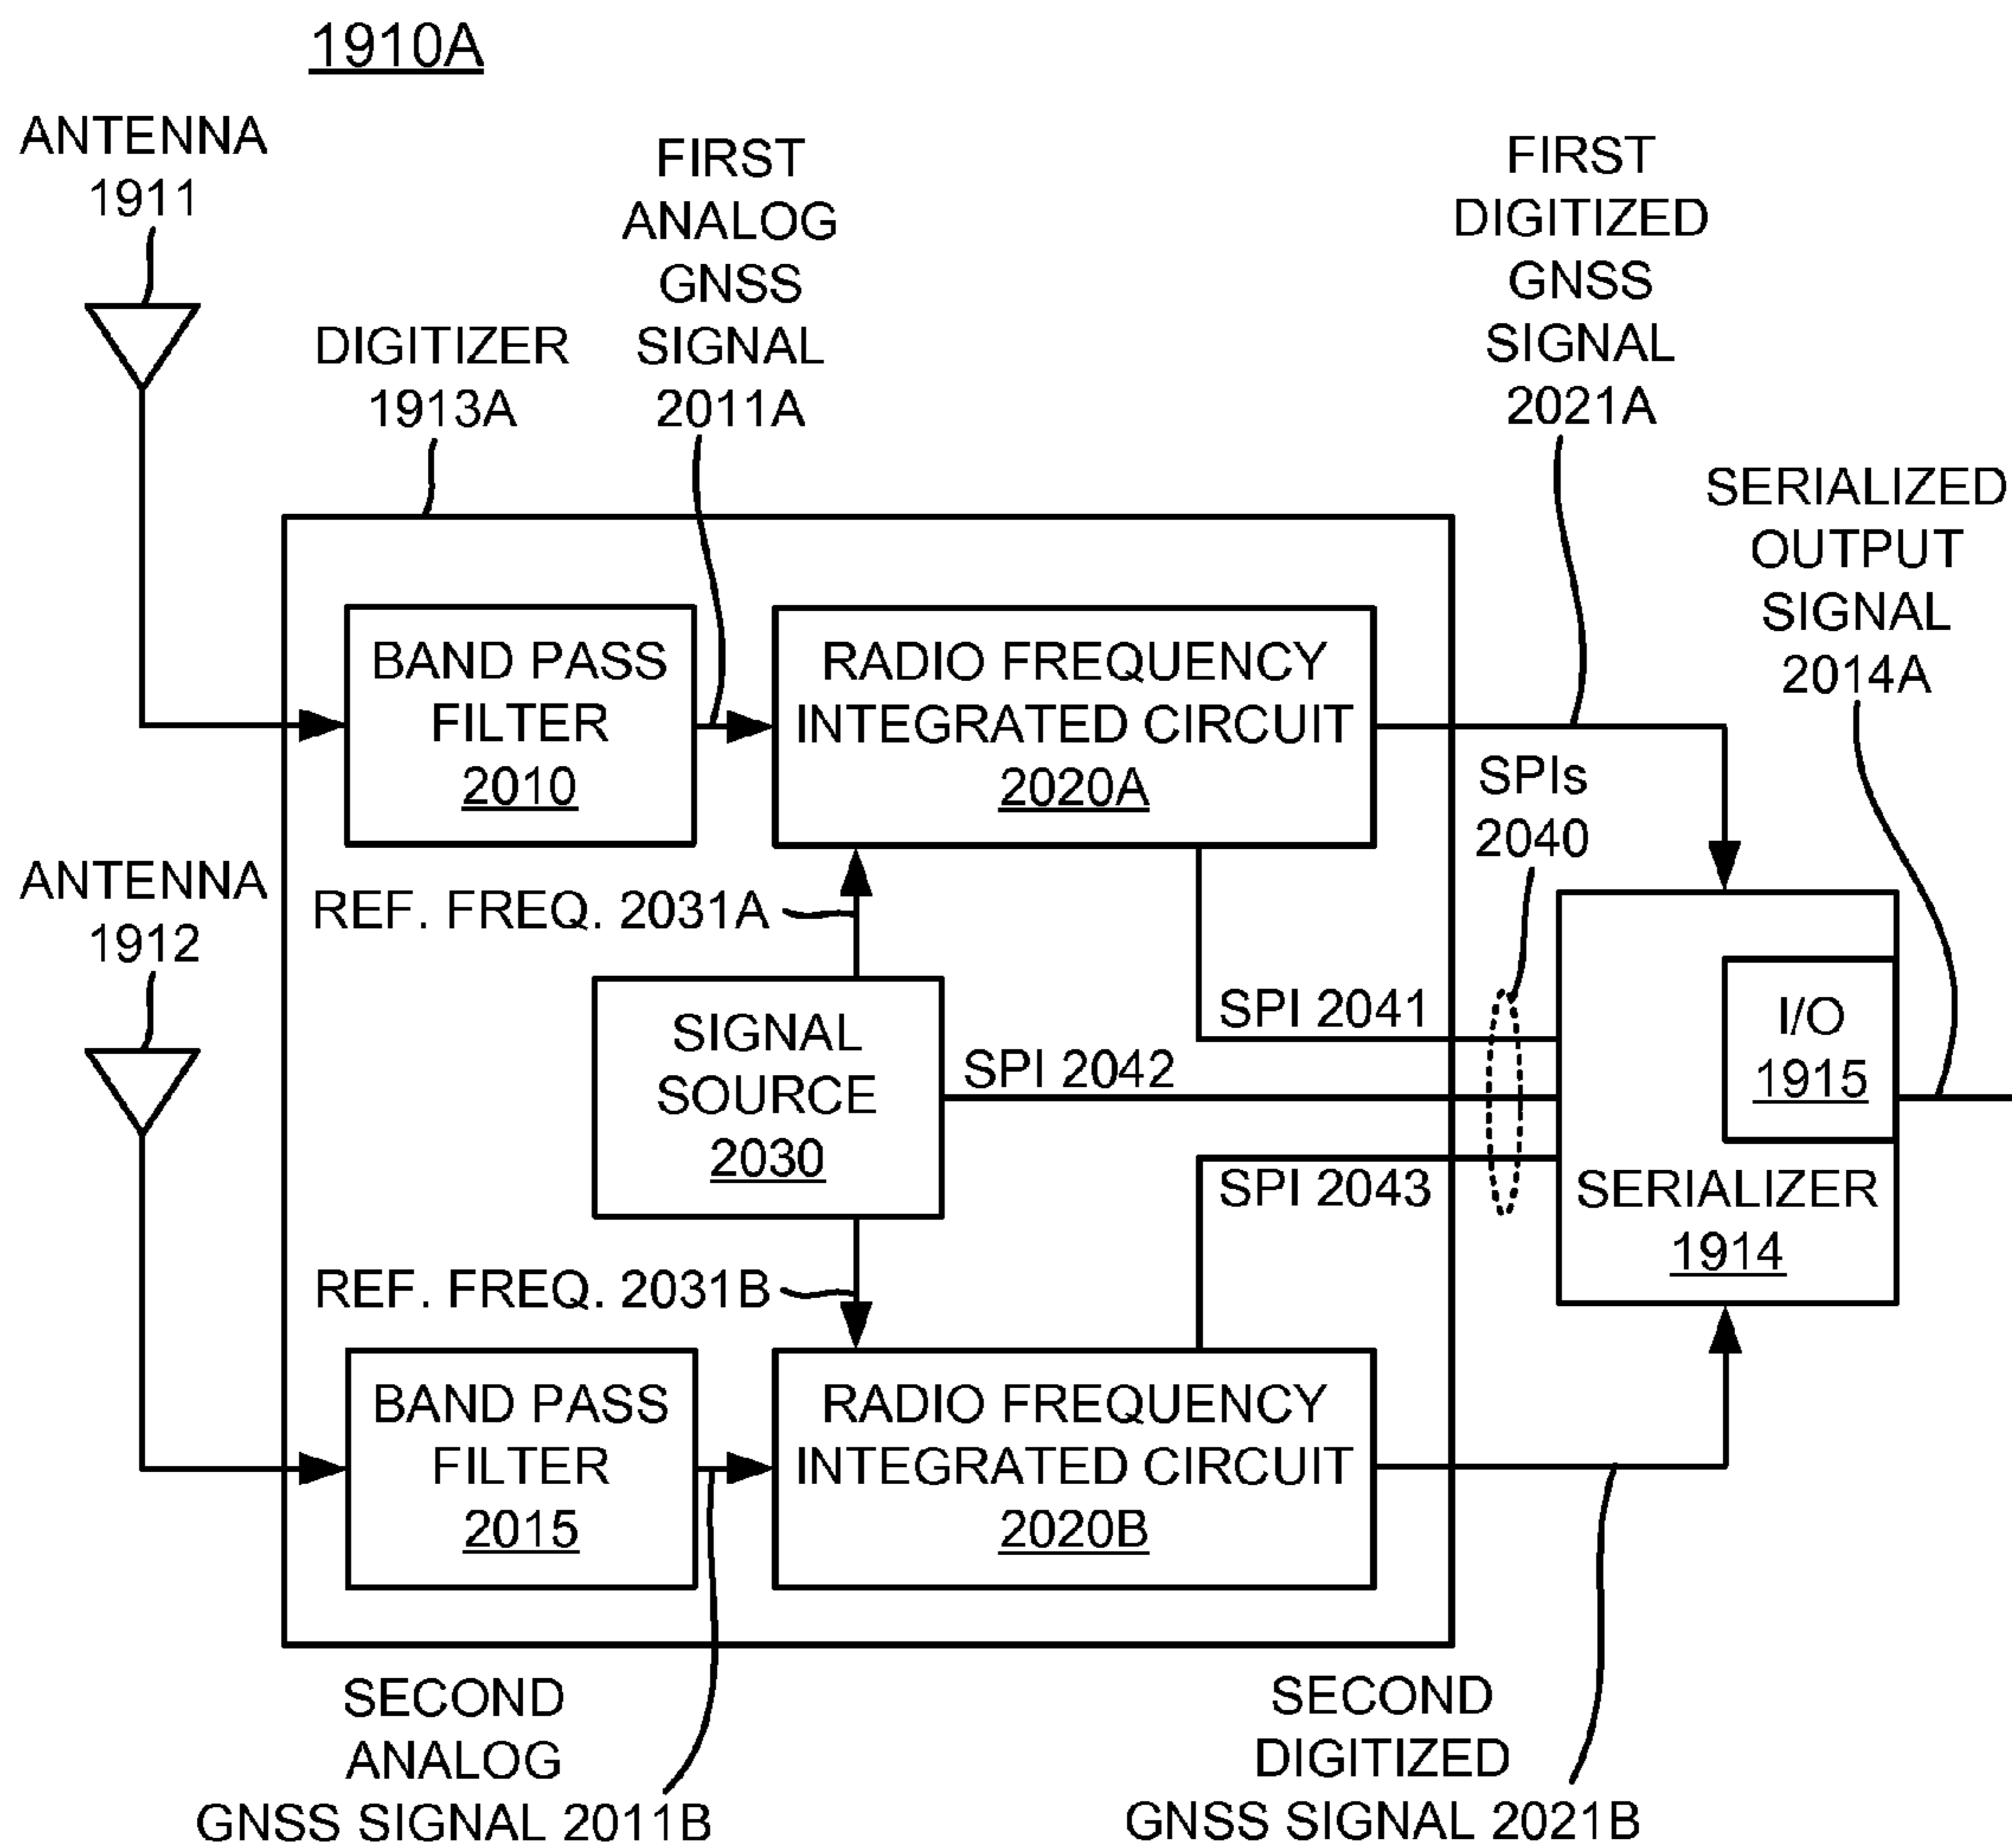 1910A
ANTENNA
1911
FIRST
ANALOG
GNSS
SIGNAL
2011A
FIRST
DIGITIZED
GNSS
SIGNAL
2021A
DIGITIZER
1913A
SERIALIZED
OUTPUT
SIGNAL
2014A
BAND PASS
FILTER
2010
RADIO FREQUENCY
INTEGRATED CIRCUIT
2020A
SPIs
2040
ANTENNA
1912
REF. FREQ. 2031A
SIGNAL
SOURCE
2030
SPI 2041
SPI 2042
SPI 2043
I/O
1915
SERIALIZER
1914
REF. FREQ. 2031B
BAND PASS
FILTER
2015
RADIO FREQUENCY
INTEGRATED CIRCUIT
2020B
SECOND
ANALOG
GNSS SIGNAL 2011B
SECOND
DIGITIZED
GNSS SIGNAL 2021B